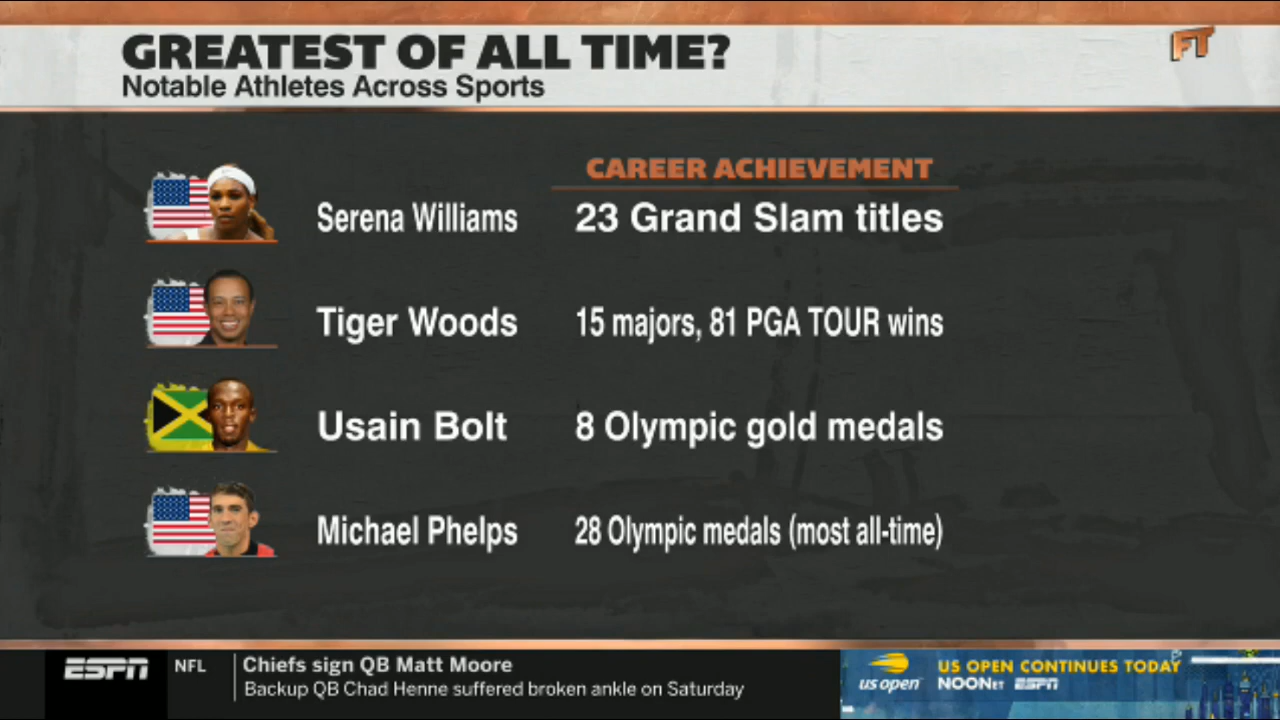 GREATEST OF ALL TIME?
FT
Notable Athletes Across Sports
CAREER ACHIEVEMENT
Serena Williams 23 Grand Slam titles
Tiger Woods 15 majors, 81 PGA TOUR wins
Usain Bolt 8 Olympic gold medals
Michael Phelps 28 Olympic medals (most all-time)
ESPN NFL Chiefs sign QB Matt Moore
Backup QB Chad Henne suffered broken ankle on Saturday
us open US OPEN CONTINUES TODAY
NOON ET ESPN